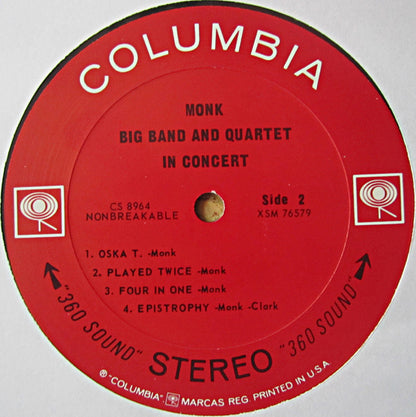 COLUMBIA
MONK
BIG BAND AND QUARTET
IN CONCERT
CS 8964
NONBREAKABLE
Side 2
XSM 76579
1. OSKA T. -Monk
2. PLAYED TWICE -Monk
3. FOUR IN ONE -Monk
4. EPISTROPHY -Monk -Clark
"360 SOUND" STEREO "360 SOUND"
® "COLUMBIA", MARCAS REG. PRINTED IN U.S.A.